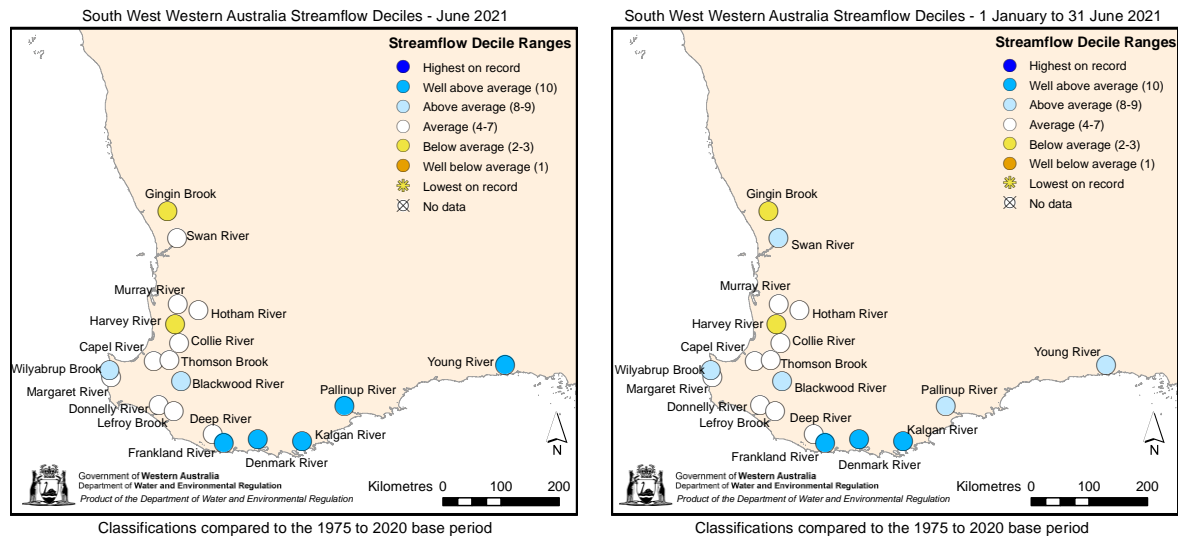 South West Western Australia Streamflow Deciles - June 2021
Streamflow Decile Ranges
Highest on record
Well above average (10)
Above average (8-9)
Average (4-7)
Below average (2-3)
Well below average (1)
Lowest on record
No data
Gingin Brook
Swan River
Murray River
Hotham River
Harvey River
Collie River
Capel River
Thomson Brook
Wilyabrup Brook
Margaret River
Blackwood River
Young River
Pallinup River
Donnelly River
Lefroy Brook
Deep River
Kalgan River
Frankland River
Denmark River
N
Government of Western Australia
Department of Water and Environmental Regulation
Product of the Department of Water and Environmental Regulation
Kilometres 0 100 200
Classifications compared to the 1975 to 2020 base period
South West Western Australia Streamflow Deciles - 1 January to 31 June 2021
Streamflow Decile Ranges
Highest on record
Well above average (10)
Above average (8-9)
Average (4-7)
Below average (2-3)
Well below average (1)
Lowest on record
No data
Gingin Brook
Swan River
Murray River
Hotham River
Harvey River
Collie River
Capel River
Thomson Brook
Wilyabrup Brook
Margaret River
Blackwood River
Young River
Pallinup River
Donnelly River
Lefroy Brook
Deep River
Kalgan River
Frankland River
Denmark River
N
Government of Western Australia
Department of Water and Environmental Regulation
Product of the Department of Water and Environmental Regulation
Kilometres 0 100 200
Classifications compared to the 1975 to 2020 base period